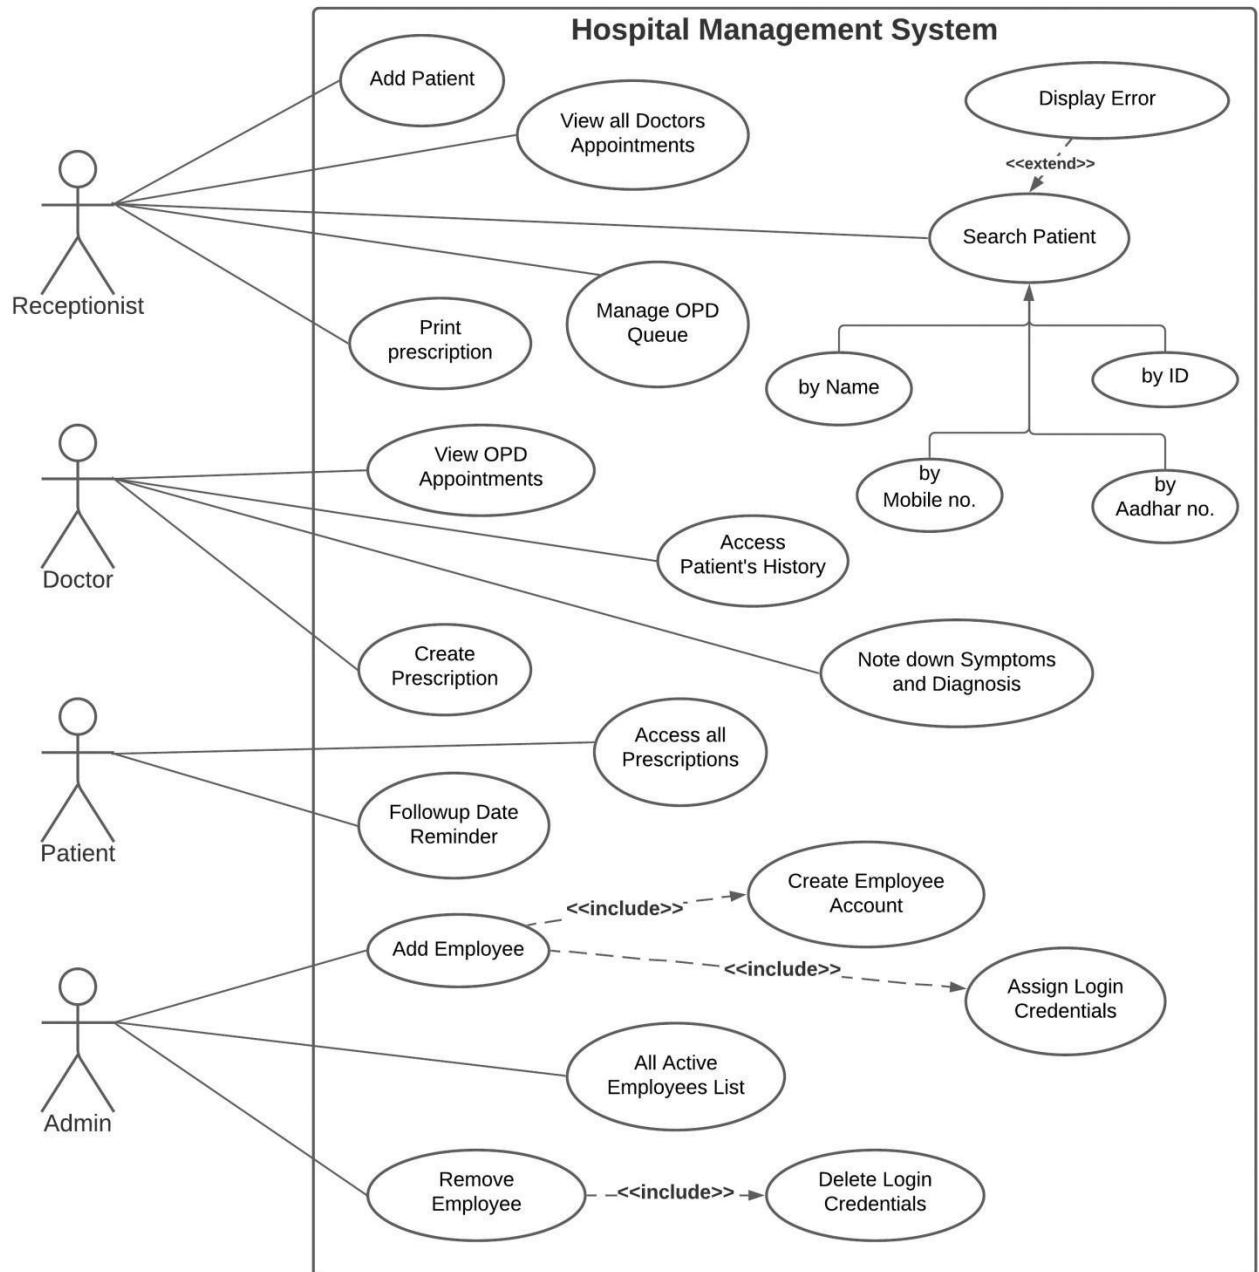 Hospital Management System
Add Patient
View all Doctors
Appointments
Display Error
<<extend>>
Search Patient
Receptionist
Print
prescription
Manage OPD
Queue
by Name
by ID
by
Mobile no.
by
Aadhar no.
View OPD
Appointments
Access
Patient's History
Doctor
Create
Prescription
Note down Symptoms
and Diagnosis
Access all
Prescriptions
Followup Date
Reminder
Patient
Create Employee
Account
<<include>>
Add Employee
<<include>>
Assign Login
Credentials
All Active
Employees List
Admin
Remove
Employee
<<include>>
Delete Login
Credentials